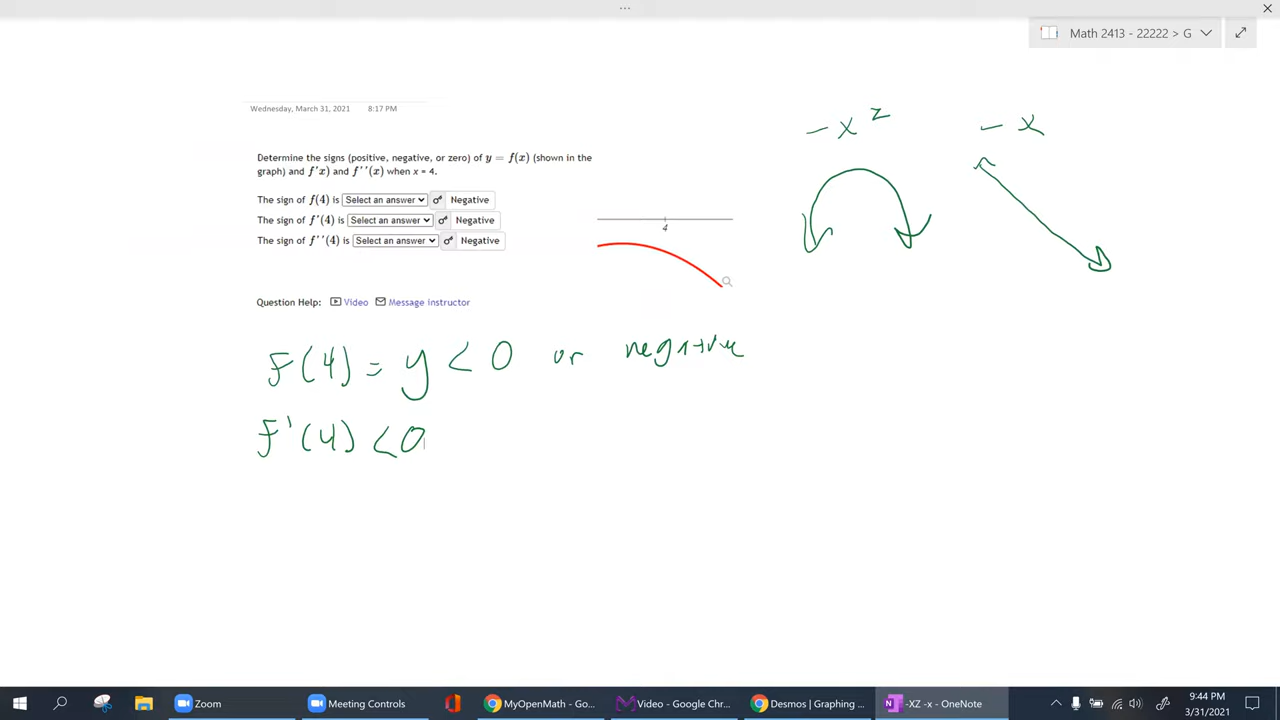 ...
Math 2413 - 22222 > G
Wednesday, March 31, 2021 8:17 PM
Determine the signs (positive, negative, or zero) of y = f(x) (shown in the
graph) and f'x) and f''(x) when x = 4.
The sign of f(4) is Select an answer Negative
The sign of f'(4) is Select an answer Negative
The sign of f''(4) is Select an answer Negative
4
Question Help: Video Message instructor
-x² -x
f(4) = y < 0 or negative
f'(4) < 0
Zoom
Meeting Controls
MyOpenMath - Go...
Video - Google Chr...
Desmos | Graphing ...
-XZ -x - OneNote
9:44 PM
3/31/2021